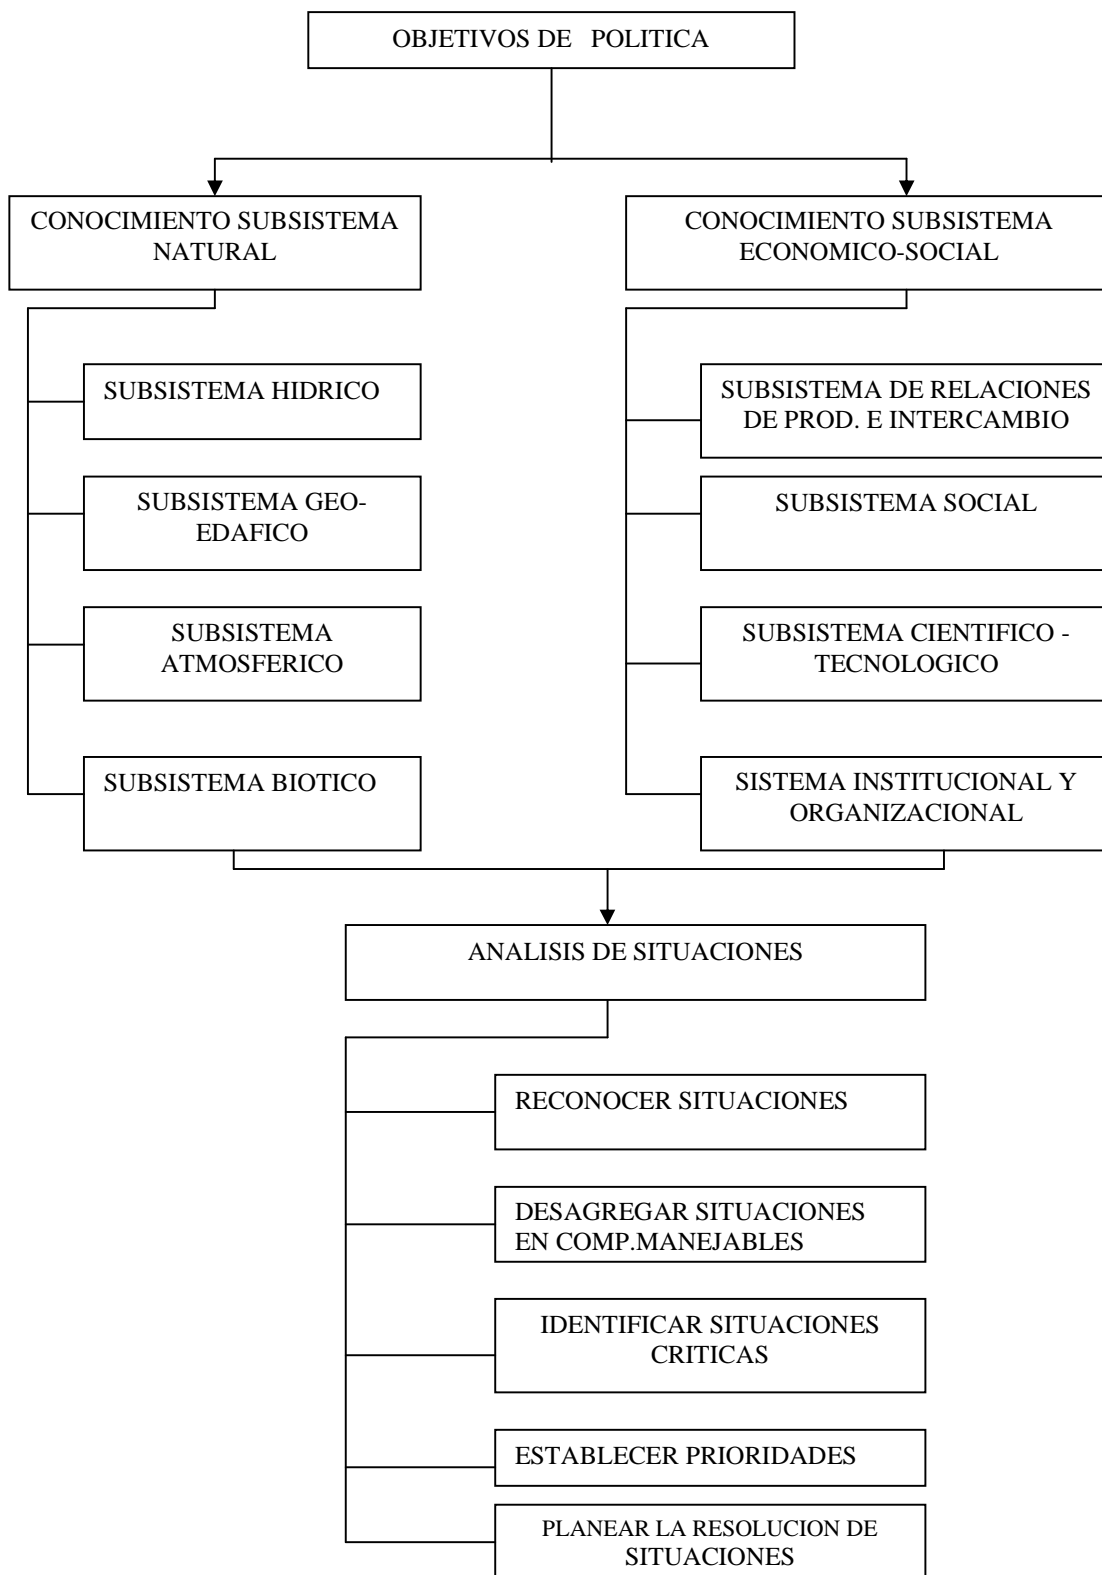 OBJETIVOS DE POLITICA
CONOCIMIENTO SUBSISTEMA
NATURAL
CONOCIMIENTO SUBSISTEMA
ECONOMICO-SOCIAL
SUBSISTEMA HIDRICO
SUBSISTEMA GEO-
EDAFICO
SUBSISTEMA
ATMOSFERICO
SUBSISTEMA BIOTICO
SUBSISTEMA DE RELACIONES
DE PROD. E INTERCAMBIO
SUBSISTEMA SOCIAL
SUBSISTEMA CIENTIFICO -
TECNOLOGICO
SISTEMA INSTITUCIONAL Y
ORGANIZACIONAL
ANALISIS DE SITUACIONES
RECONOCER SITUACIONES
DESAGREGAR SITUACIONES
EN COMP.MANEJABLES
IDENTIFICAR SITUACIONES
CRITICAS
ESTABLECER PRIORIDADES
PLANEAR LA RESOLUCION DE
SITUACIONES